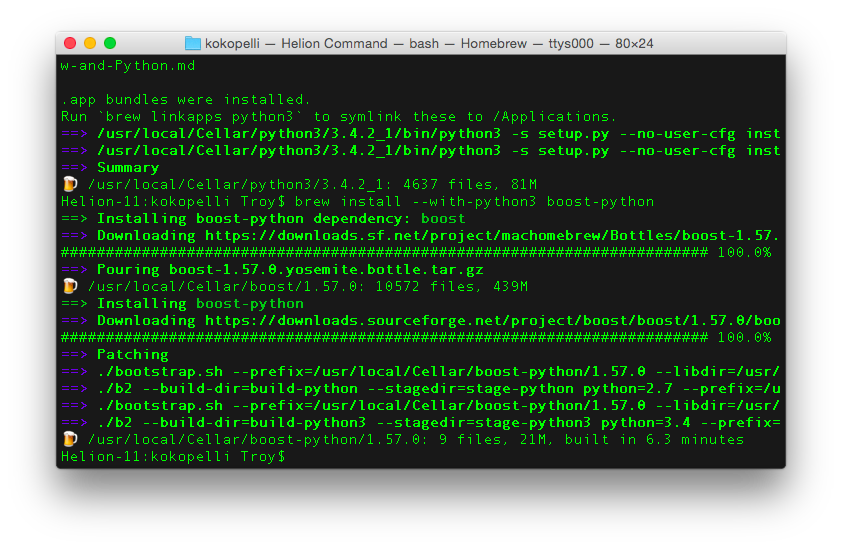 kokopelli — Helion Command — bash — Homebrew — ttys000 — 80×24
w-and-Python.md
.app bundles were installed.
Run `brew linkapps python3` to symlink these to /Applications.
==> /usr/local/Cellar/python3/3.4.2_1/bin/python3 -s setup.py --no-user-cfg inst
==> /usr/local/Cellar/python3/3.4.2_1/bin/python3 -s setup.py --no-user-cfg inst
==> Summary
🍺 /usr/local/Cellar/python3/3.4.2_1: 4637 files, 81M
Helion-11:kokopelli Troy$ brew install --with-python3 boost-python
==> Installing boost-python dependency: boost
==> Downloading https://downloads.sf.net/project/machomebrew/Bottles/boost-1.57.
######################################################################## 100.0%
==> Pouring boost-1.57.0.yosemite.bottle.tar.gz
🍺 /usr/local/Cellar/boost/1.57.0: 10572 files, 439M
==> Installing boost-python
==> Downloading https://downloads.sourceforge.net/project/boost/boost/1.57.0/boo
######################################################################## 100.0%
==> Patching
==> ./bootstrap.sh --prefix=/usr/local/Cellar/boost-python/1.57.0 --libdir=/usr/
==> ./b2 --build-dir=build-python --stagedir=stage-python python=2.7 --prefix=/u
==> ./bootstrap.sh --prefix=/usr/local/Cellar/boost-python/1.57.0 --libdir=/usr/
==> ./b2 --build-dir=build-python3 --stagedir=stage-python3 python=3.4 --prefix=
🍺 /usr/local/Cellar/boost-python/1.57.0: 9 files, 21M, built in 6.3 minutes
Helion-11:kokopelli Troy$